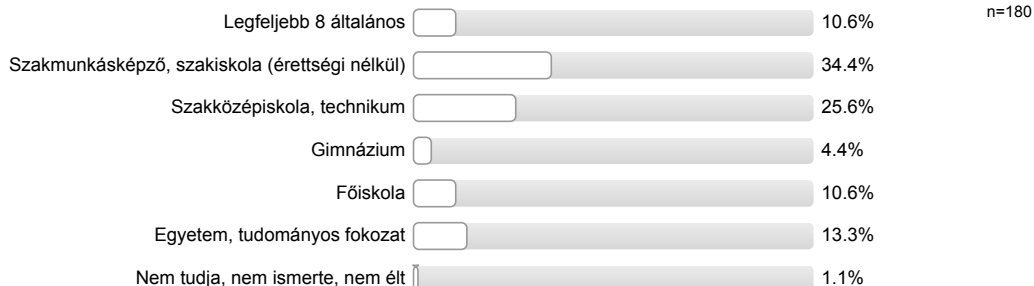 n=180
Legfeljebb 8 általános 10.6%
Szakmunkásképző, szakiskola (érettségi nélkül) 34.4%
Szakközépiskola, technikum 25.6%
Gimnázium 4.4%
Főiskola 10.6%
Egyetem, tudományos fokozat 13.3%
Nem tudja, nem ismerte, nem élt 1.1%